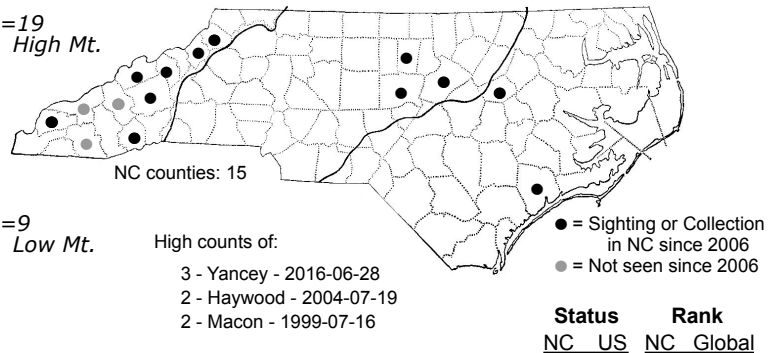 =19
High Mt.
NC counties: 15
=9
Low Mt.
High counts of:
3 - Yancey - 2016-06-28
2 - Haywood - 2004-07-19
2 - Macon - 1999-07-16
● = Sighting or Collection
in NC since 2006
● = Not seen since 2006
Status Rank
NC US NC Global